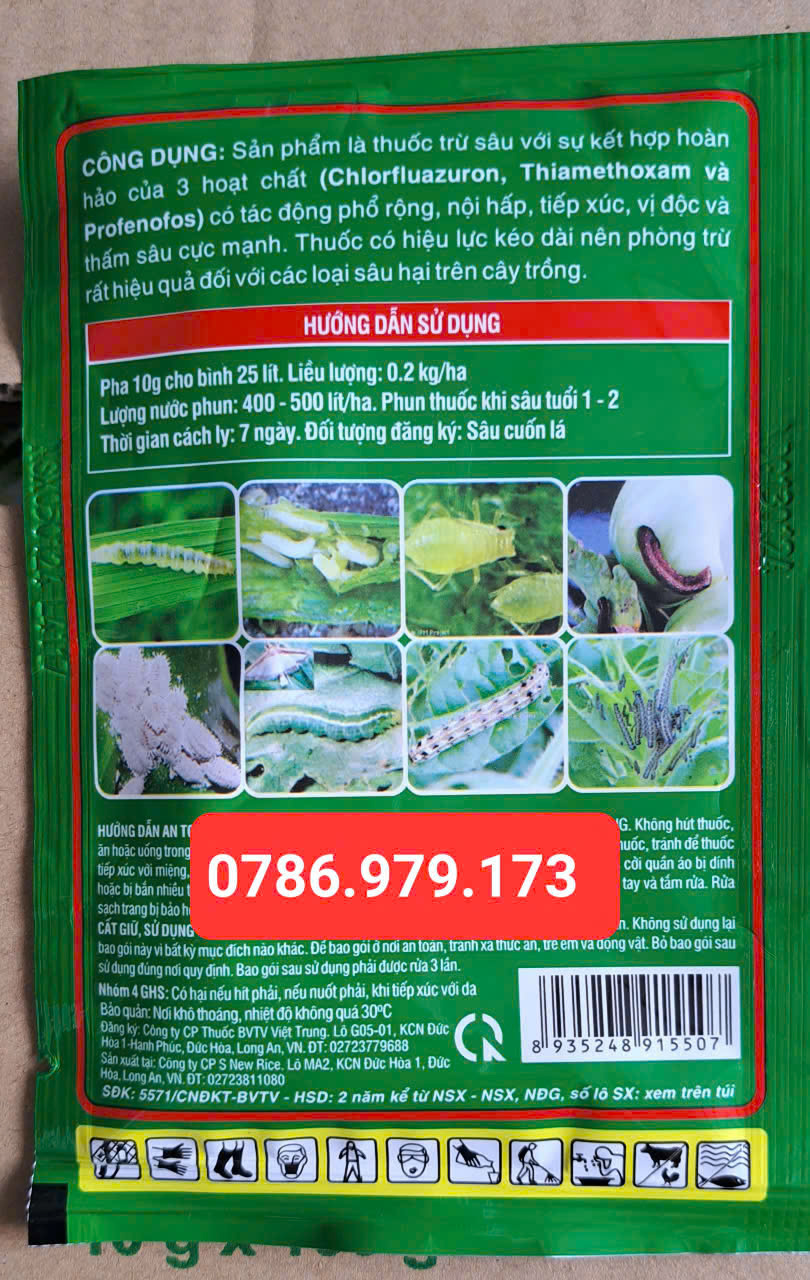 CÔNG DỤNG: Sản phẩm là thuốc trừ sâu với sự kết hợp hoàn
hảo của 3 hoạt chất (Chlorfluazuron, Thiamethoxam và
Profenofos) có tác động phổ rộng, nội hấp, tiếp xúc, vị độc và
thấm sâu cực mạnh. Thuốc có hiệu lực kéo dài nên phòng trừ
rất hiệu quả đối với các loại sâu hại trên cây trồng.
HƯỚNG DẪN SỬ DỤNG
Pha 10g cho bình 25 lít. Liều lượng: 0.2 kg/ha
Lượng nước phun: 400 - 500 lít/ha. Phun thuốc khi sâu tuổi 1 - 2
Thời gian cách ly: 7 ngày. Đối tượng đăng ký: Sâu cuốn lá
HƯỚNG DẪN AN Không hút thuốc,
ăn hoặc uống trong tránh để thuốc
tiếp xúc với miệng, cởi quần áo bị dính
hoặc bị bắn nhiều tay và tắm rửa. Rửa
sạch trang bị bảo
0786.979.173
CẤT GIỮ, SỬ DỤNG Không sử dụng lại
bao gói này vì bất kỳ mục đích nào khác. Để bao gói ở nơi an toàn, tránh xa thức ăn, trẻ em và động vật. Bỏ bao gói sau
sử dụng đúng nơi quy định. Bao gói sau sử dụng phải được rửa 3 lần.
Nhóm 4 GHS: Có hại nếu hít phải, nếu nuốt phải, khi tiếp xúc với da
Bảo quản: Nơi khô thoáng, nhiệt độ không quá 30ºC
Đăng ký: Công ty CP Thuốc BVTV Việt Trung. Lô G05-01, KCN Đức
Hòa 1-Hạnh Phúc, Đức Hòa, Long An, VN. ĐT: 02723779688
Sản xuất tại: Công ty CP S New Rice. Lô MA2, KCN Đức Hòa 1, Đức
Hòa, Long An, VN. ĐT: 02723811080
8 935248 915507
SĐK: 5571/CNĐKT-BVTV - HSD: 2 năm kể từ NSX - NSX, NĐG, số lô SX: xem trên túi